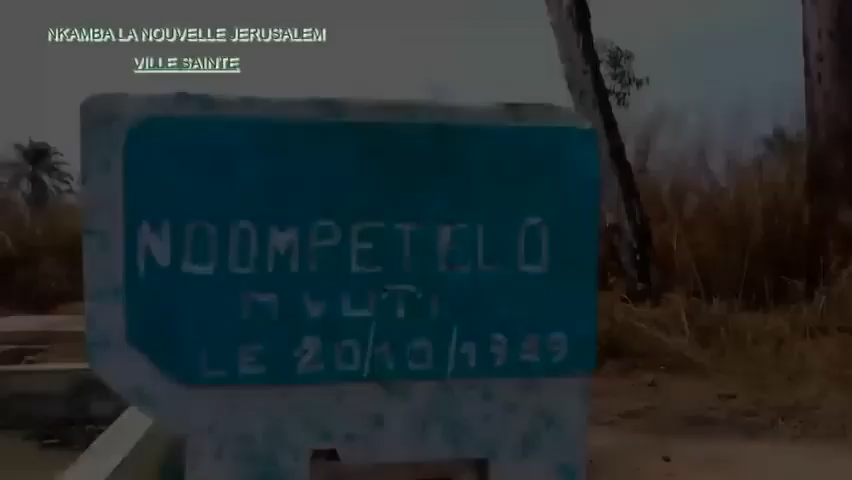 NKAMBA LA NOUVELLE JERUSALEM
VILLE SAINTE
NDOMPETELO
MVUTI
LE 20/10/1949